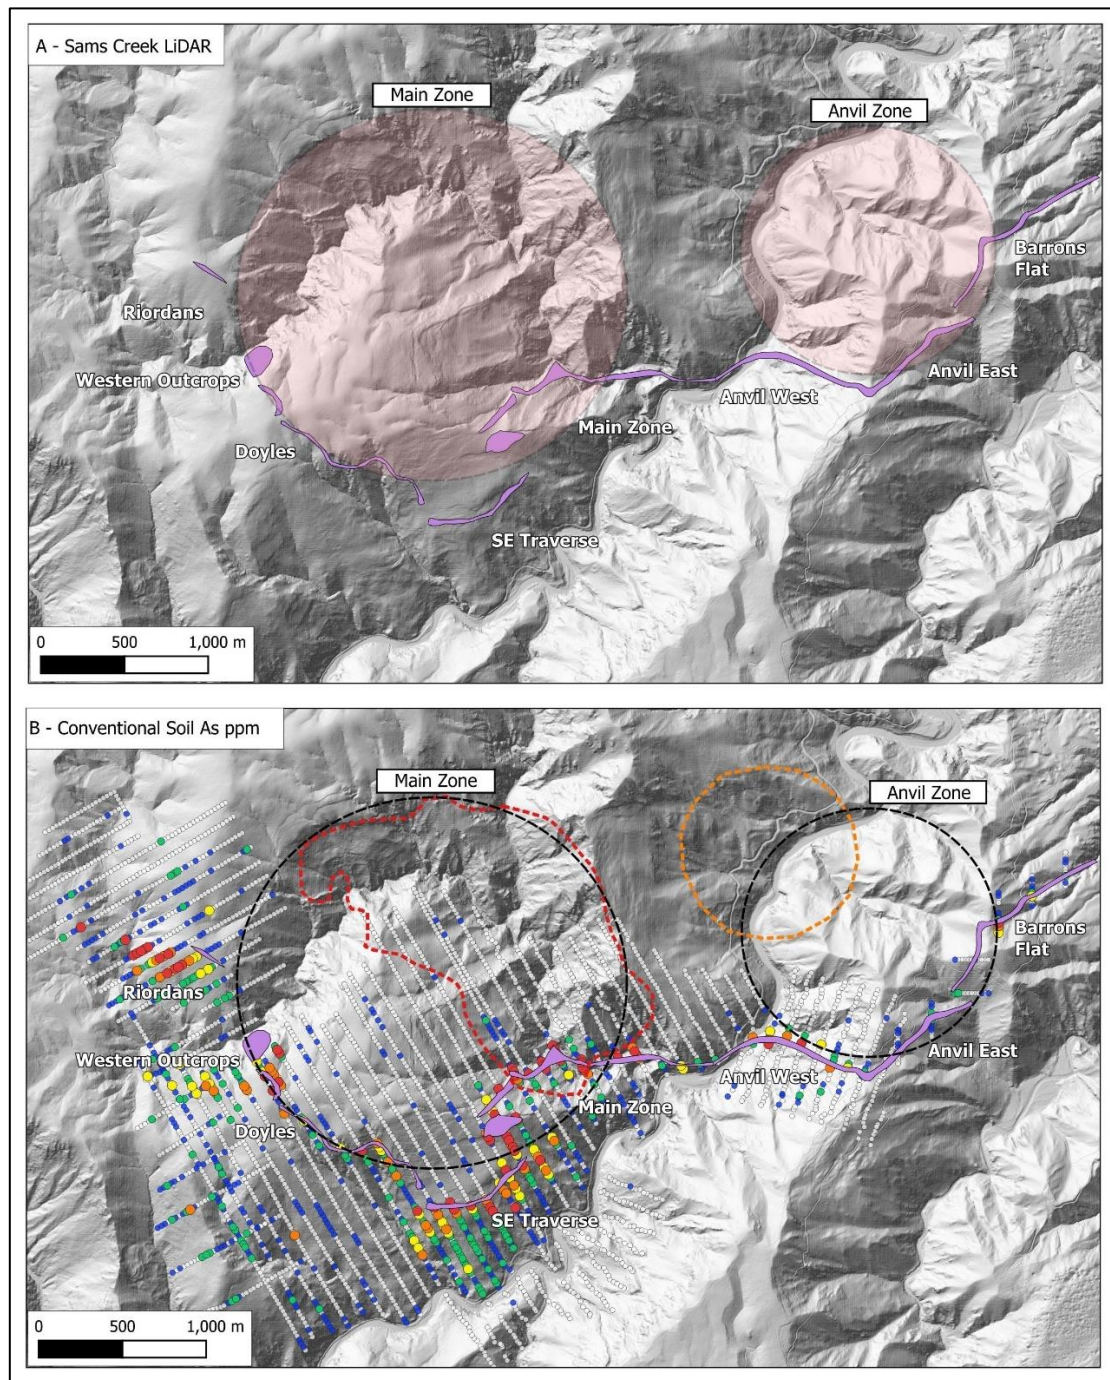 A - Sams Creek LiDAR
Main Zone
Anvil Zone
Barrons
Flat
Riordans
Western Outcrops
Anvil East
Anvil West
Main Zone
Doyles
SE Traverse
0 500 1,000 m
B - Conventional Soil As ppm
Main Zone
Anvil Zone
Barrons
Flat
Riordans
Western Outcrops
Anvil East
Anvil West
Main Zone
Doyles
SE Traverse
0 500 1,000 m